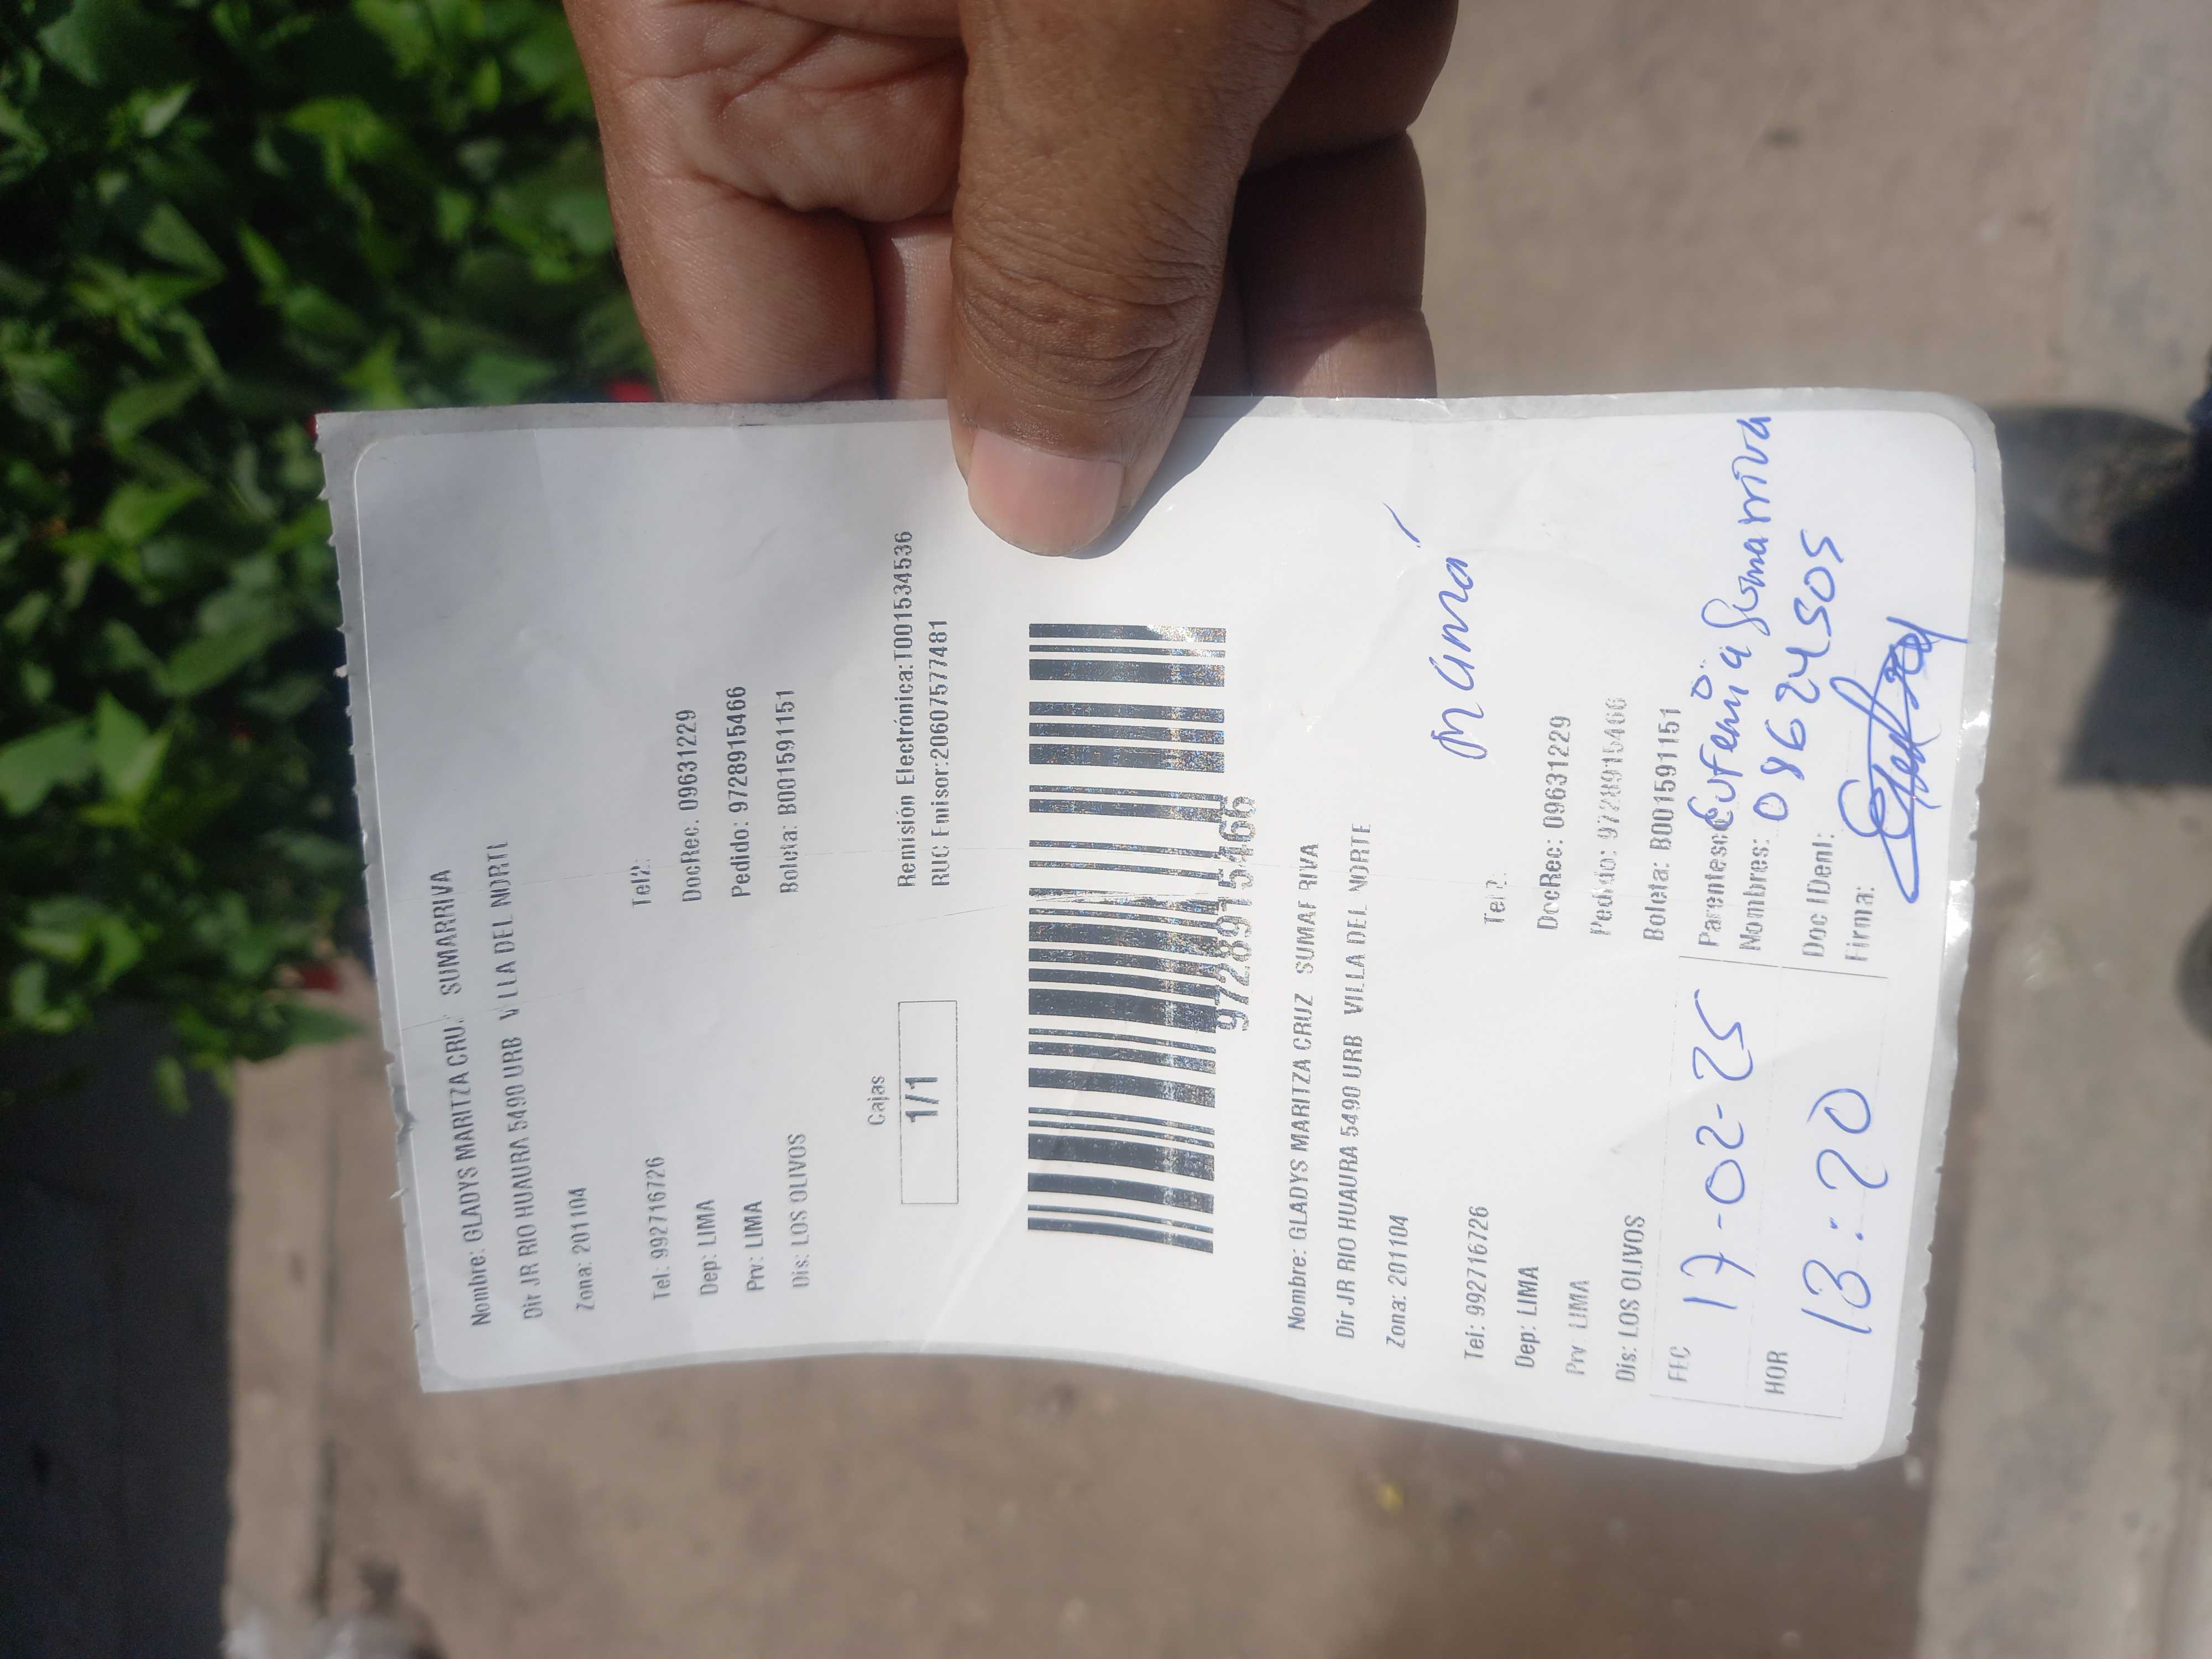 Nombre: GLADYS MARITZA CRUZ SUMARRIVA
Dir JR RIO HUAURA 5490 URB VILLA DEL NORTE
Zona: 201104
Tel: 992716726 Tel2:
Dep: LIMA DocRec: 09631229
Prv: LIMA Pedido: 9728915466
Dis: LOS OLIVOS Boleta: B001591151
Cajas
1/1
Remisión Electrónica:T001534536
RUC Emisor:20607577481
9728915466
Nombre: GLADYS MARITZA CRUZ SUMARRIVA
Dir JR RIO HUAURA 5490 URB VILLA DEL NORTE
Zona: 201104
mamá
Tel: 992716726 Tel2:
Dep: LIMA DocRec: 09631229
Prv: LIMA Pedido: 9728915466
Dis: LOS OLIVOS Boleta: B001591151
FEC 17-02-25
Parentesco
Eufemia Sumarriva
HOR 13:20
Nombres: 08624505
Doc IDent:
Firma: